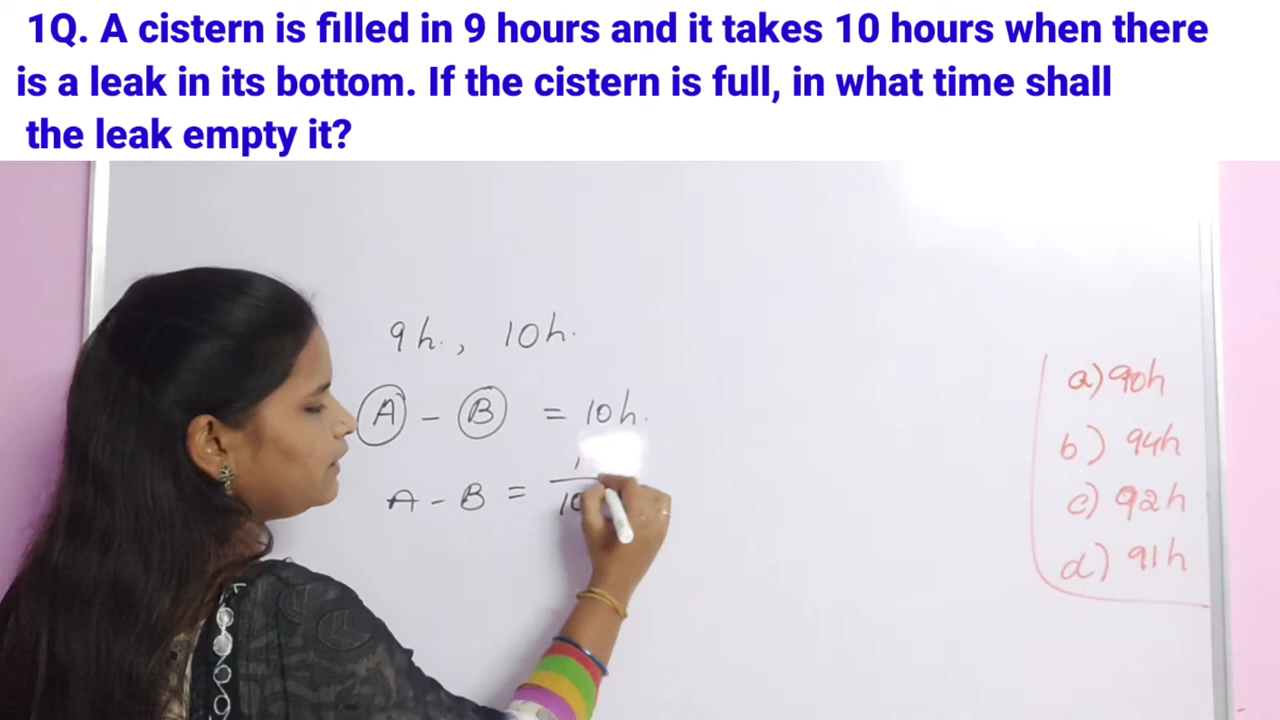 1Q. A cistern is filled in 9 hours and it takes 10 hours when there
is a leak in its bottom. If the cistern is full, in what time shall
the leak empty it?
9h., 10h.
A - B = 10h.
A - B = 1/10
a) 90h
b) 94h
c) 92h
d) 91h